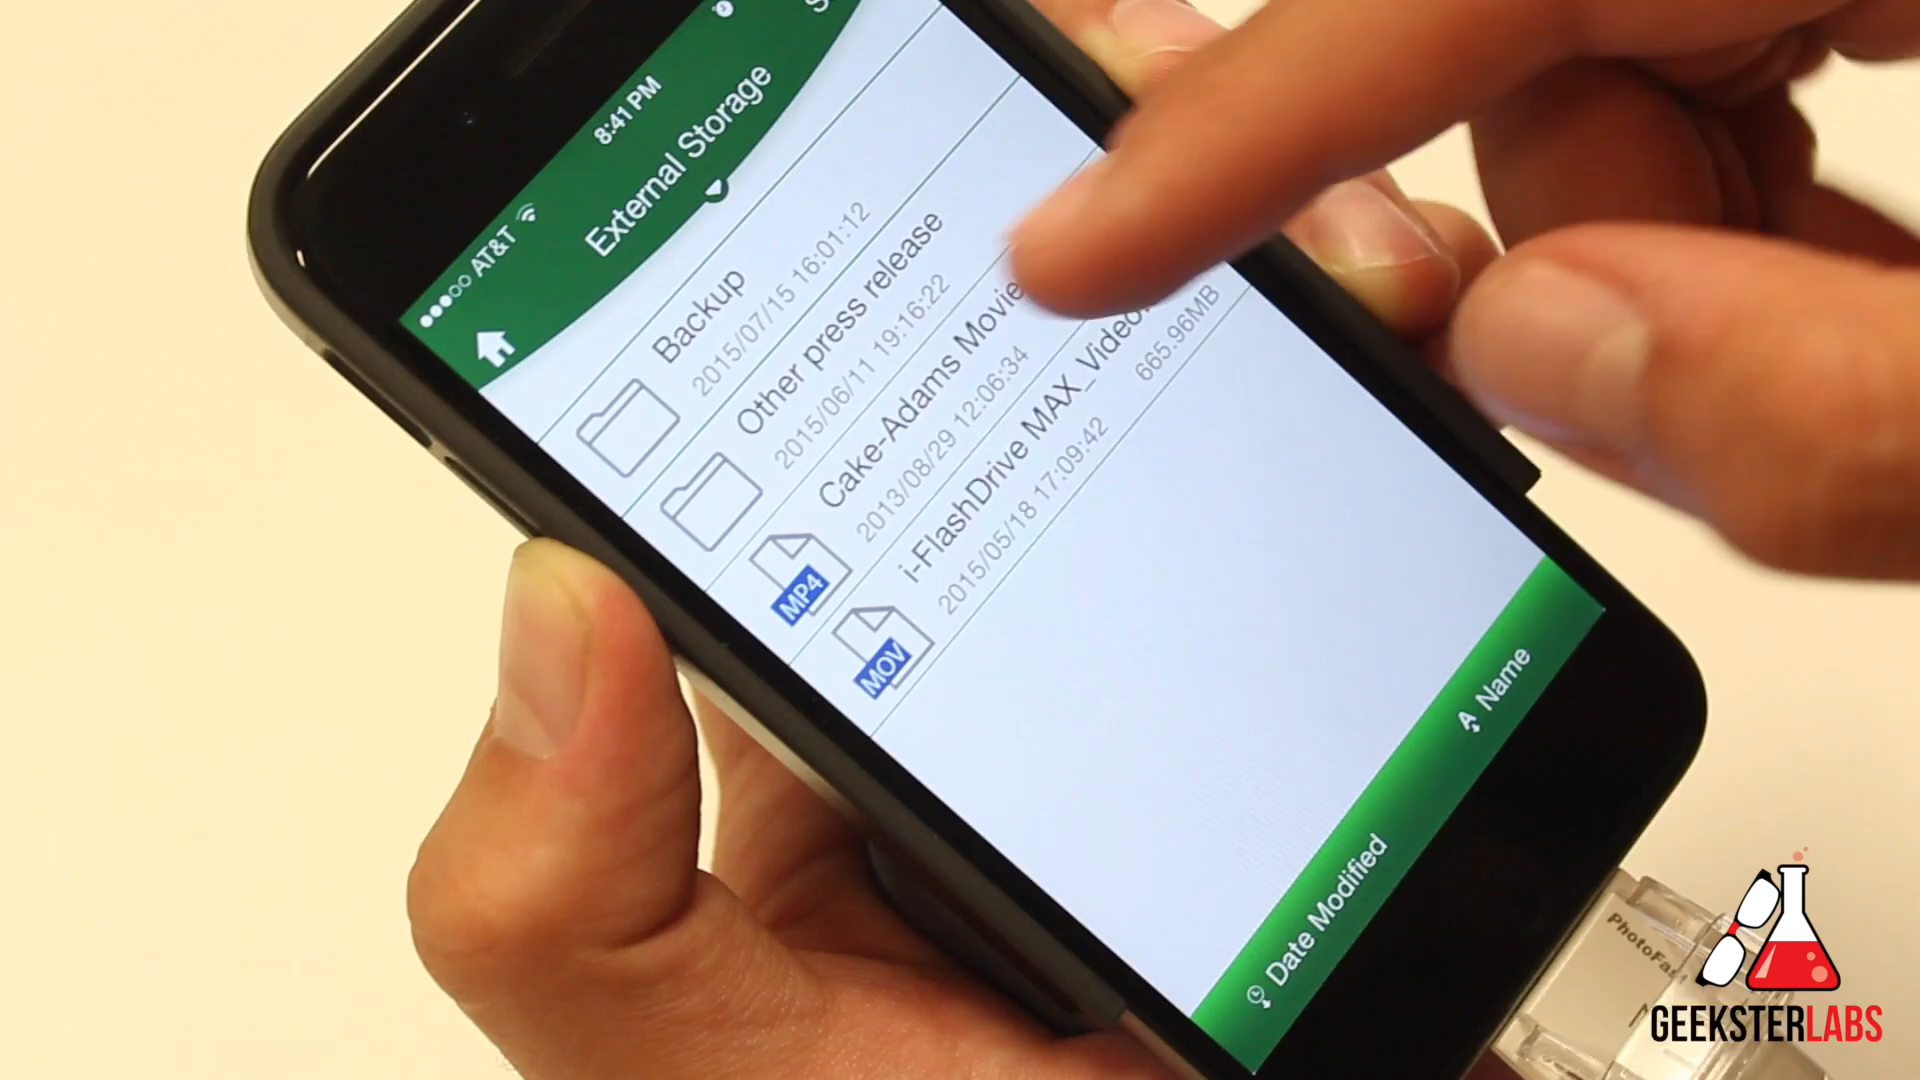 AT&T
8:41 PM
External Storage
Backup
2015/07/15 16:01:12
Other press release
2015/06/11 19:16:22
Cake-Adams Movie
2013/08/29 12:06:34
MP4
i-FlashDrive MAX_Video
2015/05/18 17:09:42
665.96MB
MOV
Date Modified
Name
PhotoFast
GEEKSTERLABS